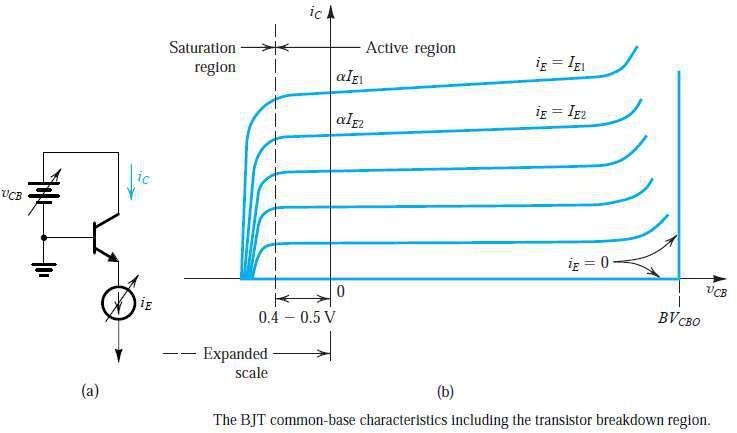 iC
Saturation
region
Active region
iE = IE1
αIE1
iE = IE2
αIE2
vCB
iC
iE
iE = 0
0
vCB
0.4 – 0.5 V
BVCBO
Expanded
scale
(a)
(b)
The BJT common-base characteristics including the transistor breakdown region.